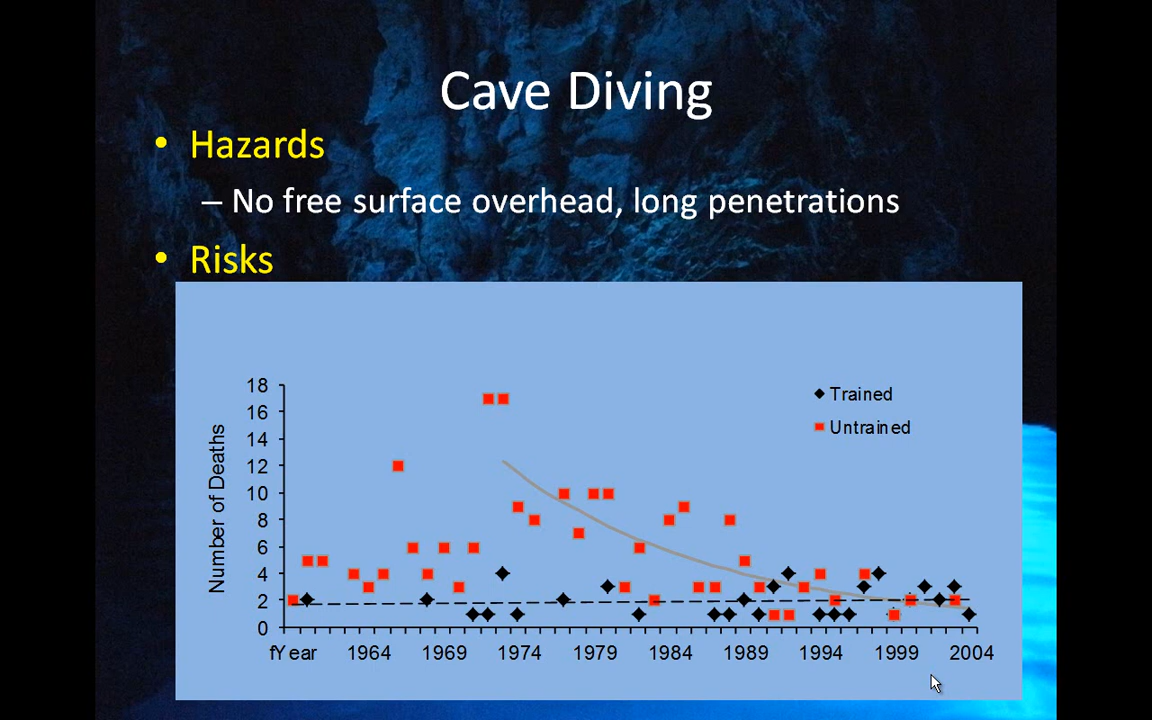 Cave Diving
• Hazards
– No free surface overhead, long penetrations
• Risks
Number of Deaths
18
16
14
12
10
8
6
4
2
0
Trained
Untrained
fYear 1964 1969 1974 1979 1984 1989 1994 1999 2004